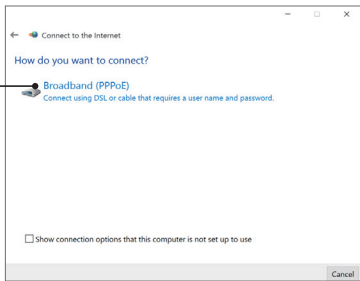 Connect to the Internet
How do you want to connect?
Broadband (PPPoE)
Connect using DSL or cable that requires a user name and password.
Show connection options that this computer is not set up to use
Cancel